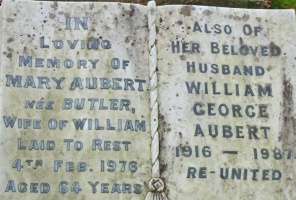 IN
LOVING
MEMORY OF
MARY AUBERT
NÉE BUTLER,
WIFE OF WILLIAM
LAID TO REST
4TH FEB. 1976
AGED 64 YEARS
ALSO OF
HER BELOVED
HUSBAND
WILLIAM
GEORGE
AUBERT
1916 — 1987
RE-UNITED.